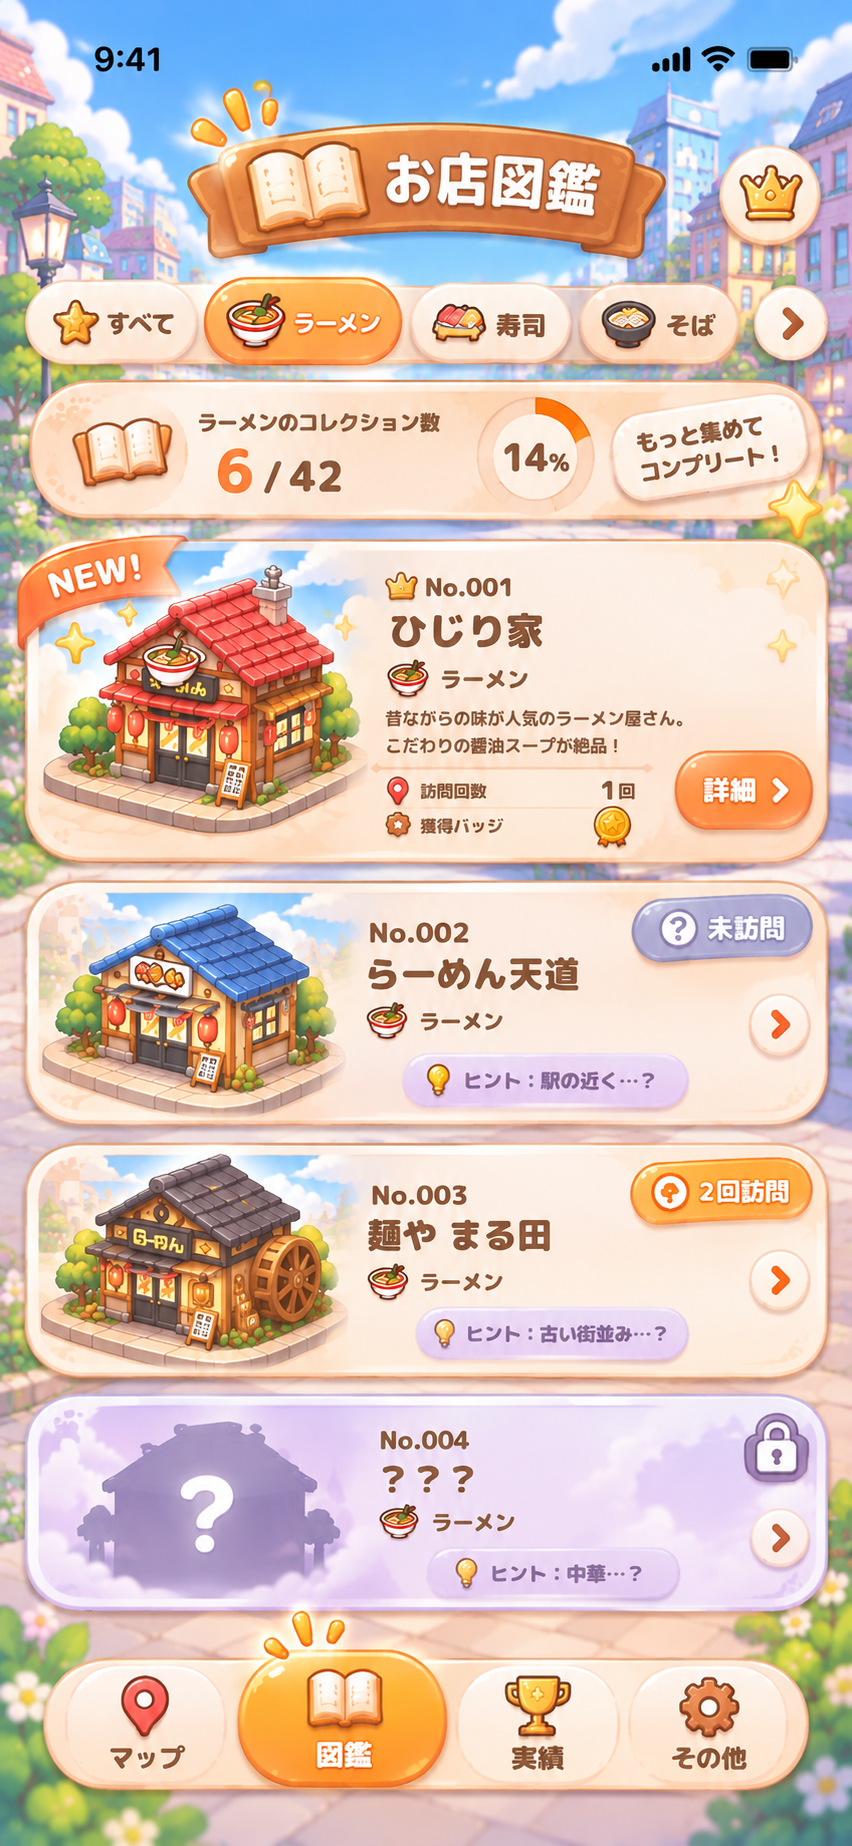 9:41
お店図鑑
すべて
ラーメン
寿司
そば
ラーメンのコレクション数
6 / 42
14%
もっと集めて
コンプリート！
NEW!
No.001
ひじり家
ラーメン
昔ながらの味が人気のラーメン屋さん。
こだわりの醤油スープが絶品！
訪問回数 1回
獲得バッジ
詳細
No.002
未訪問
らーめん天道
ラーメン
ヒント：駅の近く…？
No.003
2回訪問
麺や まる田
ラーメン
ヒント：古い街並み…？
?
No.004
？？？
ラーメン
ヒント：中華…？
マップ
図鑑
実績
その他